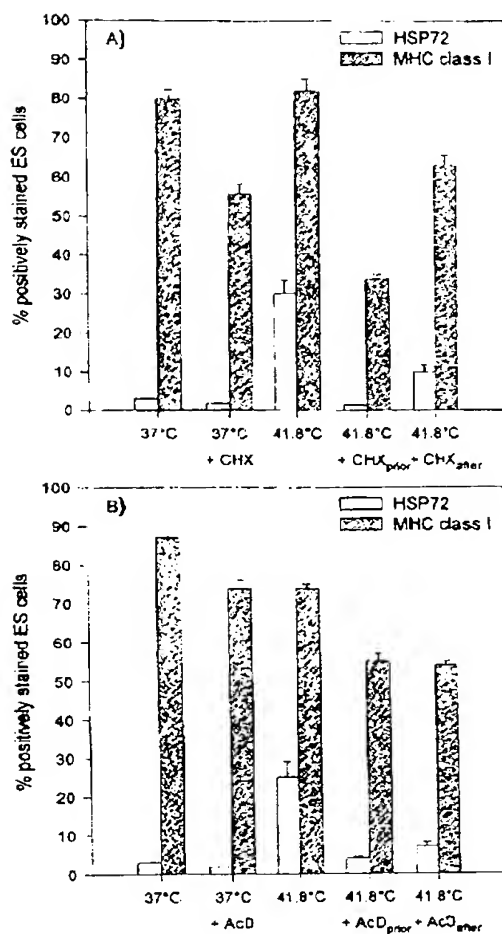 A)
HSP72
MHC class I
100
90
80
70
60
50
40
30
20
10
0
% positively stained ES cells
37°C 37°C 41.8°C 41.8°C 41.8°C
+ CHX + CHXprior + CHXafter
B)
HSP72
MHC class I
100
90
80
70
60
50
40
30
20
10
0
% positively stained ES cells
37°C 37°C 41.8°C 41.8°C 41.8°C
+ AcD + AcDprior + AcDafter